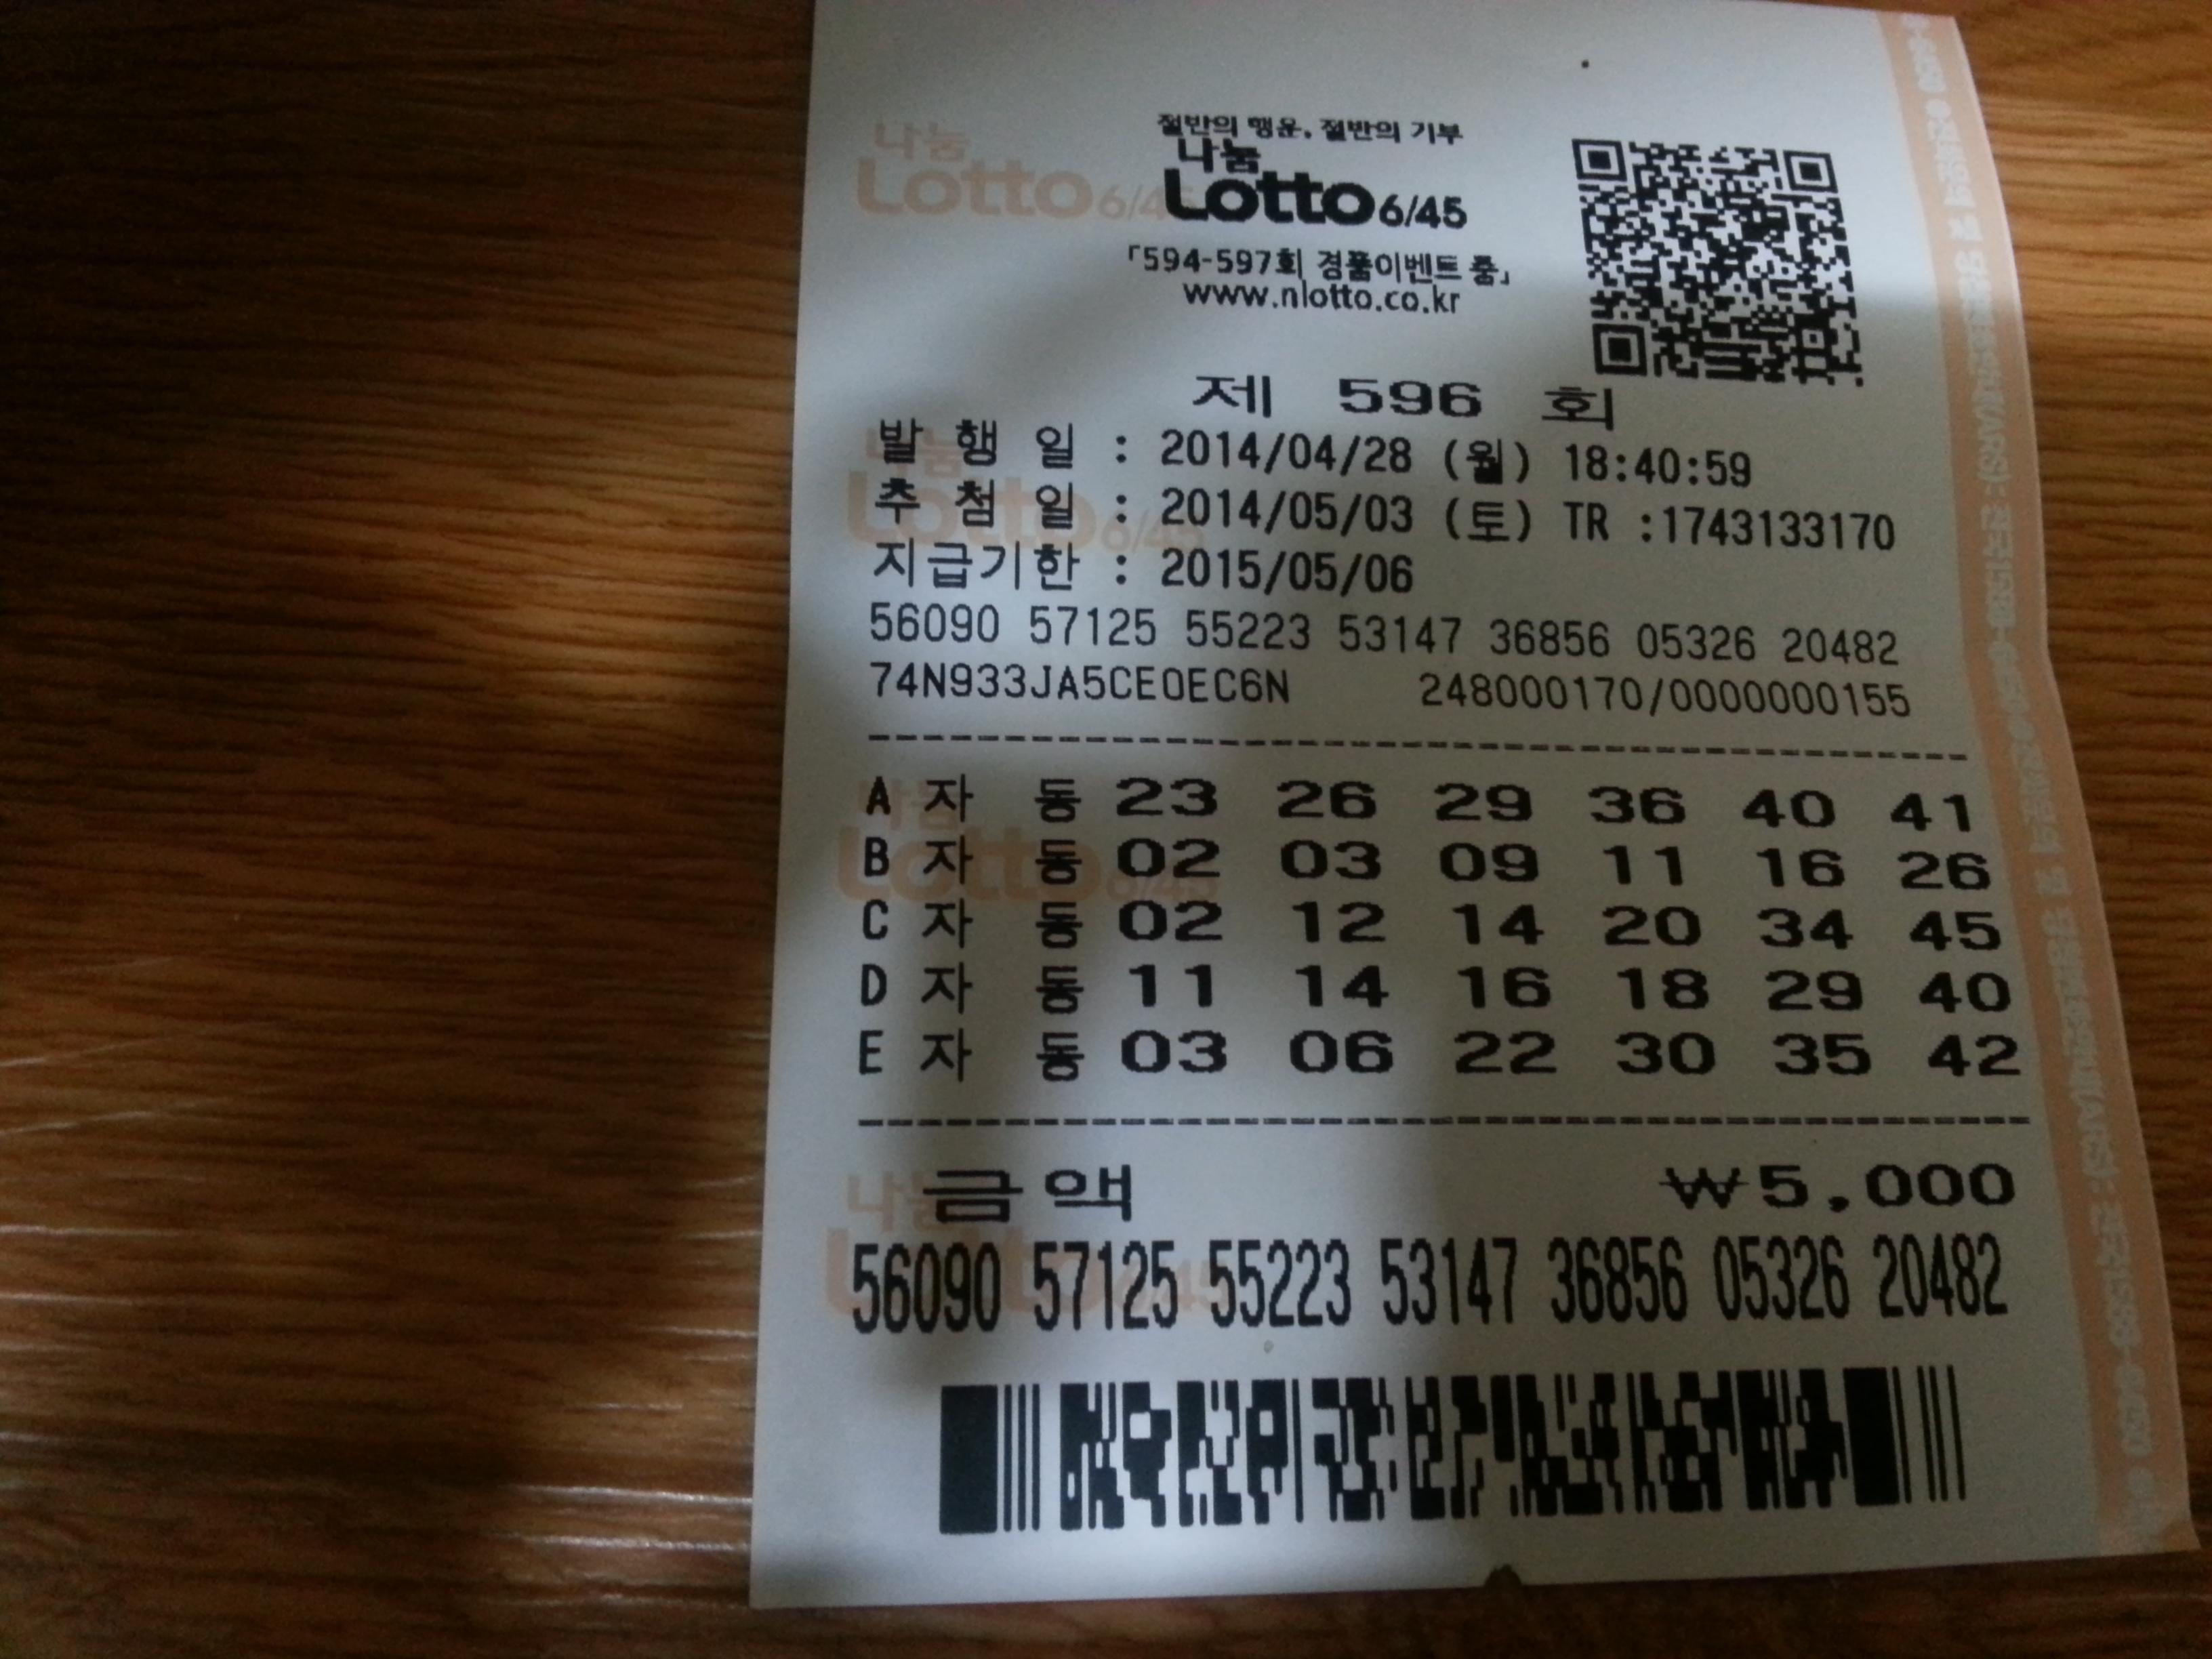 절반의 행운, 절반의 기부
나눔
Lotto 6/45
「594-597회 경품이벤트 중」
www.nlotto.co.kr
제 596 회
발 행 일 : 2014/04/28 (월) 18:40:59
추 첨 일 : 2014/05/03 (토) TR :1743133170
지급기한 : 2015/05/06
56090 57125 55223 53147 36856 05326 20482
74N933JA5CE0EC6N 248000170/0000000155
A 자 동 23 26 29 36 40 41
B 자 동 02 03 09 11 16 26
C 자 동 02 12 14 20 34 45
D 자 동 11 14 16 18 29 40
E 자 동 03 06 22 30 35 42
금액 ₩5,000
56090 57125 55223 53147 36856 05326 20482